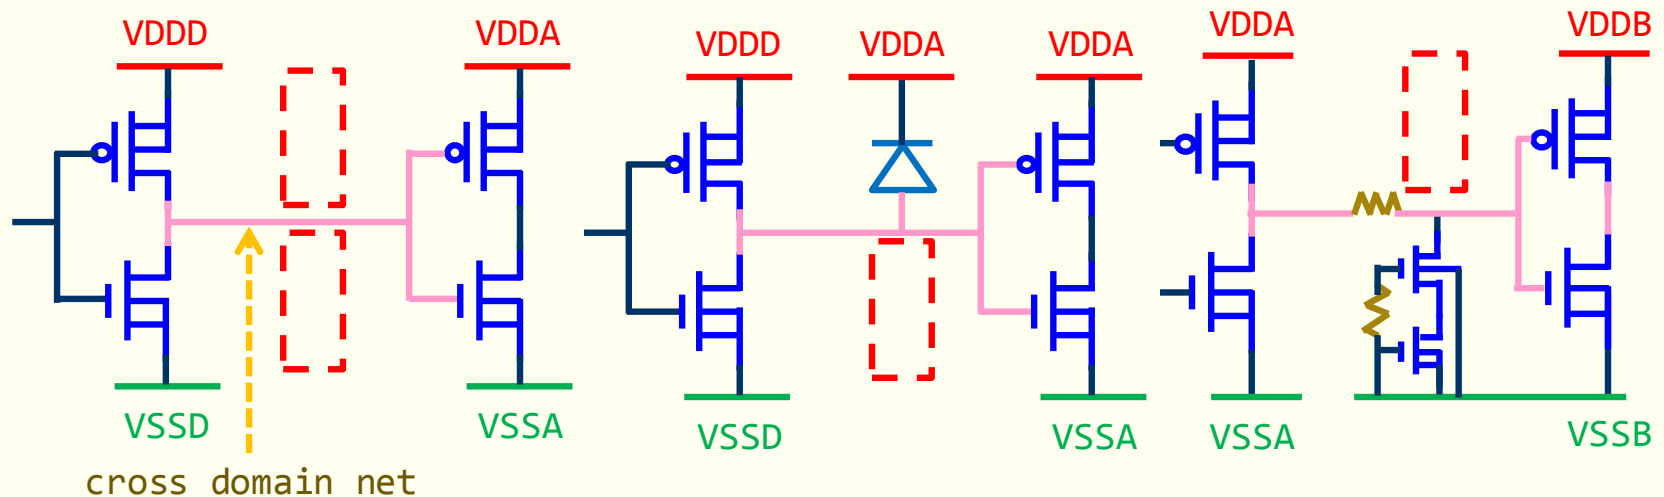 VDDD
VDDA
VDDD
VDDA
VDDA
VDDA
VDDB
VSSD
VSSA
VSSD
VSSA
VSSA
VSSB
cross domain net